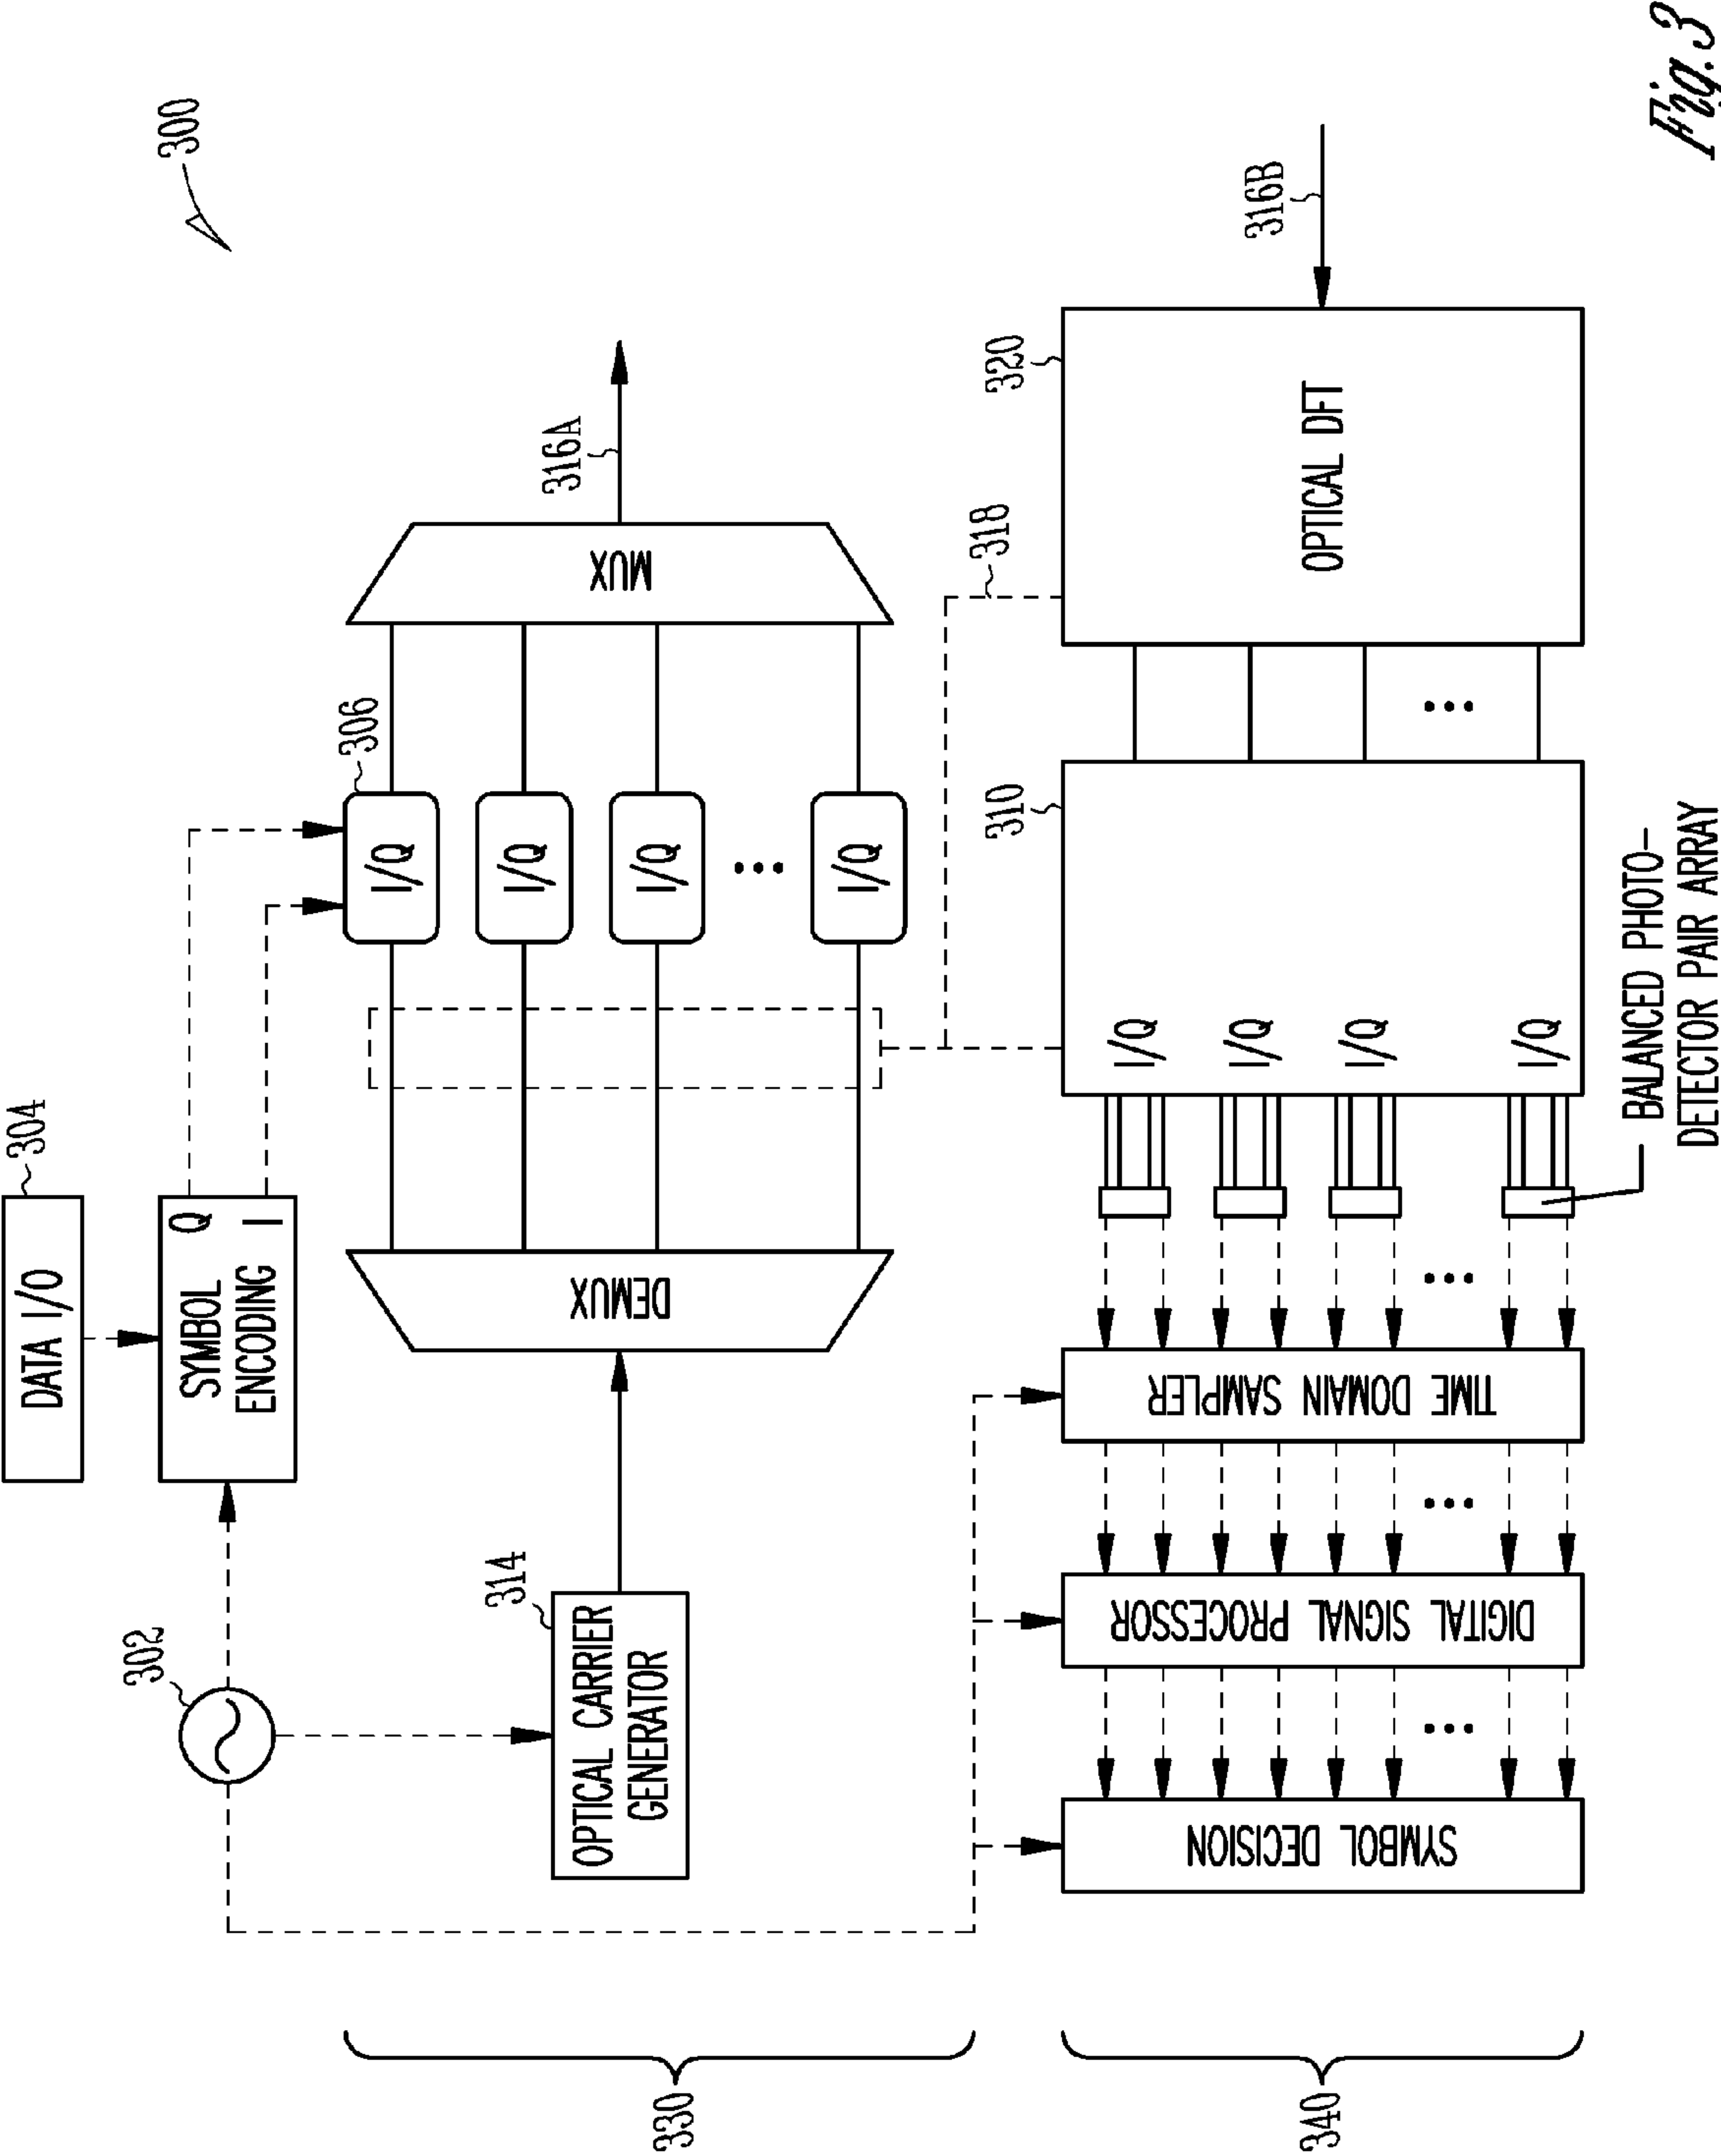 300
304
DATA I/O
SYMBOL
ENCODING
Q
I
302
314
OPTICAL CARRIER
GENERATOR
DEMUX
306
I/Q
I/Q
I/Q
I/Q
MUX
316A
318
330
SYMBOL DECISION
DIGITAL SIGNAL PROCESSOR
TIME DOMAIN SAMPLER
BALANCED PHOTO-
DETECTOR PAIR ARRAY
310
I/Q
I/Q
I/Q
I/Q
320
OPTICAL DFT
316B
340
Fig.3